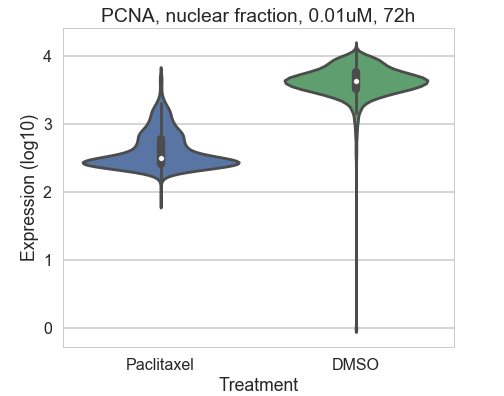 PCNA, nuclear fraction, 0.01uM, 72h
4
3
2
1
0
Expression (log10)
Paclitaxel DMSO
Treatment